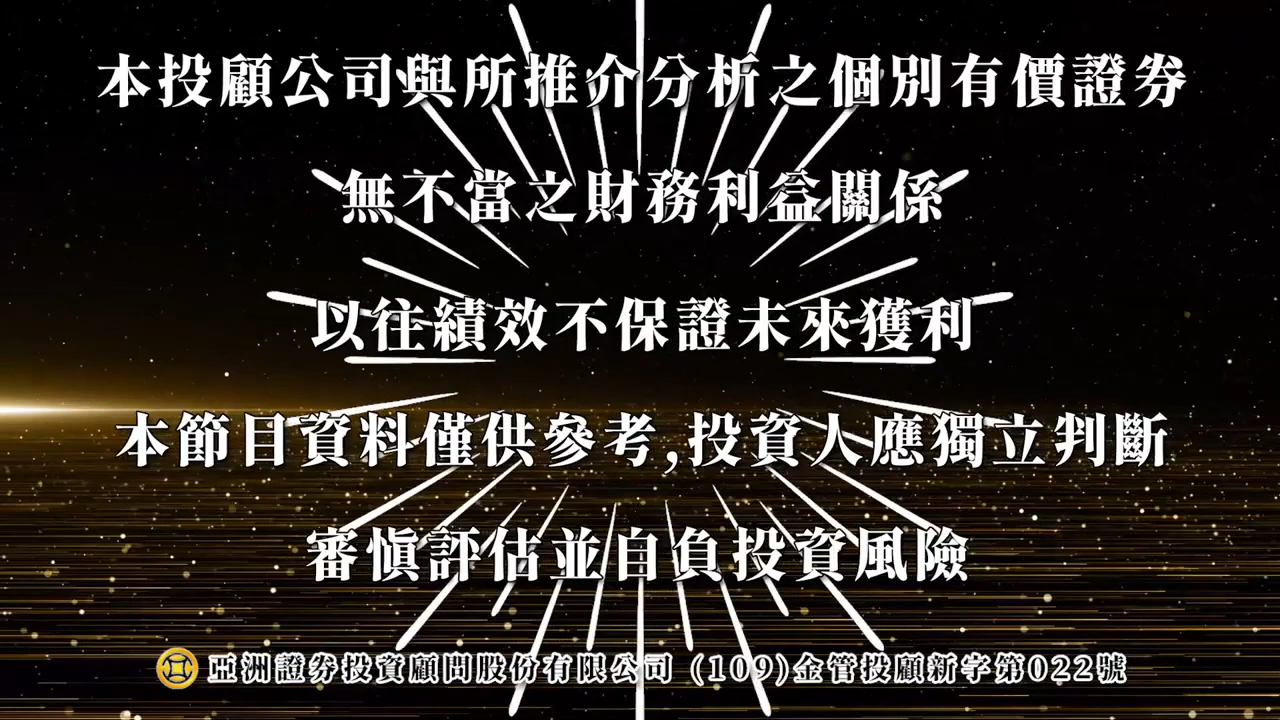 本投顧公司與所推介分析之個別有價證券
無不當之財務利益關係
以往績效不保證未來獲利
本節目資料僅供參考,投資人應獨立判斷
審慎評估並自負投資風險
亞洲證券投資顧問股份有限公司 (109)金管投顧新字第022號